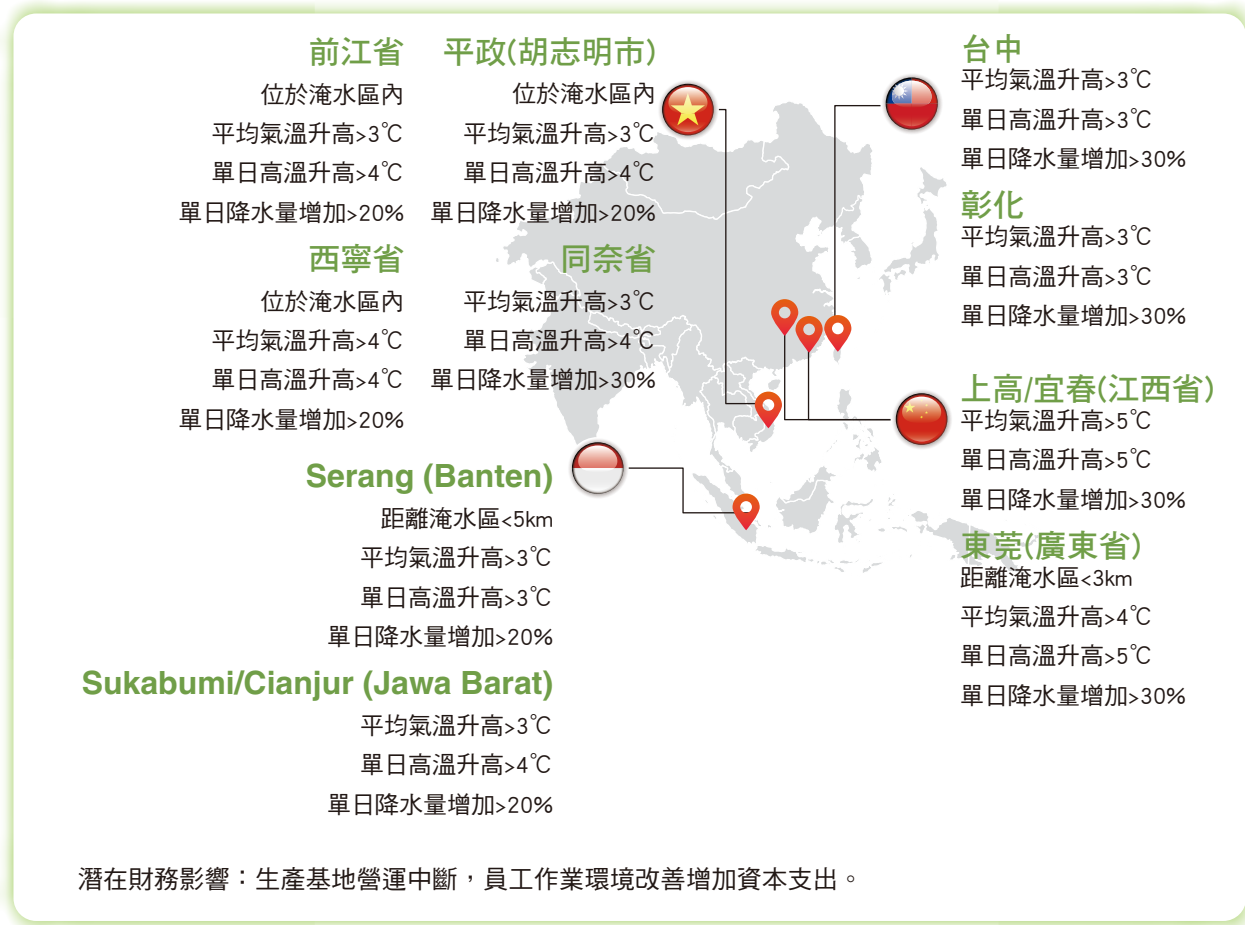 前江省
位於淹水區內
平均氣溫升高>3℃
單日高溫升高>4℃
單日降水量增加>20%
平政(胡志明市)
位於淹水區內
平均氣溫升高>3℃
單日高溫升高>4℃
單日降水量增加>20%
西寧省
位於淹水區內
平均氣溫升高>4℃
單日高溫升高>4℃
單日降水量增加>20%
同奈省
平均氣溫升高>3℃
單日高溫升高>4℃
單日降水量增加>30%
Serang (Banten)
距離淹水區<5km
平均氣溫升高>3℃
單日高溫升高>3℃
單日降水量增加>20%
Sukabumi/Cianjur (Jawa Barat)
平均氣溫升高>3℃
單日高溫升高>4℃
單日降水量增加>20%
台中
平均氣溫升高>3℃
單日高溫升高>3℃
單日降水量增加>30%
彰化
平均氣溫升高>3℃
單日高溫升高>3℃
單日降水量增加>30%
上高/宜春(江西省)
平均氣溫升高>5℃
單日高溫升高>5℃
單日降水量增加>30%
東莞(廣東省)
距離淹水區<3km
平均氣溫升高>4℃
單日高溫升高>5℃
單日降水量增加>30%
潛在財務影響：生產基地營運中斷，員工作業環境改善增加資本支出。